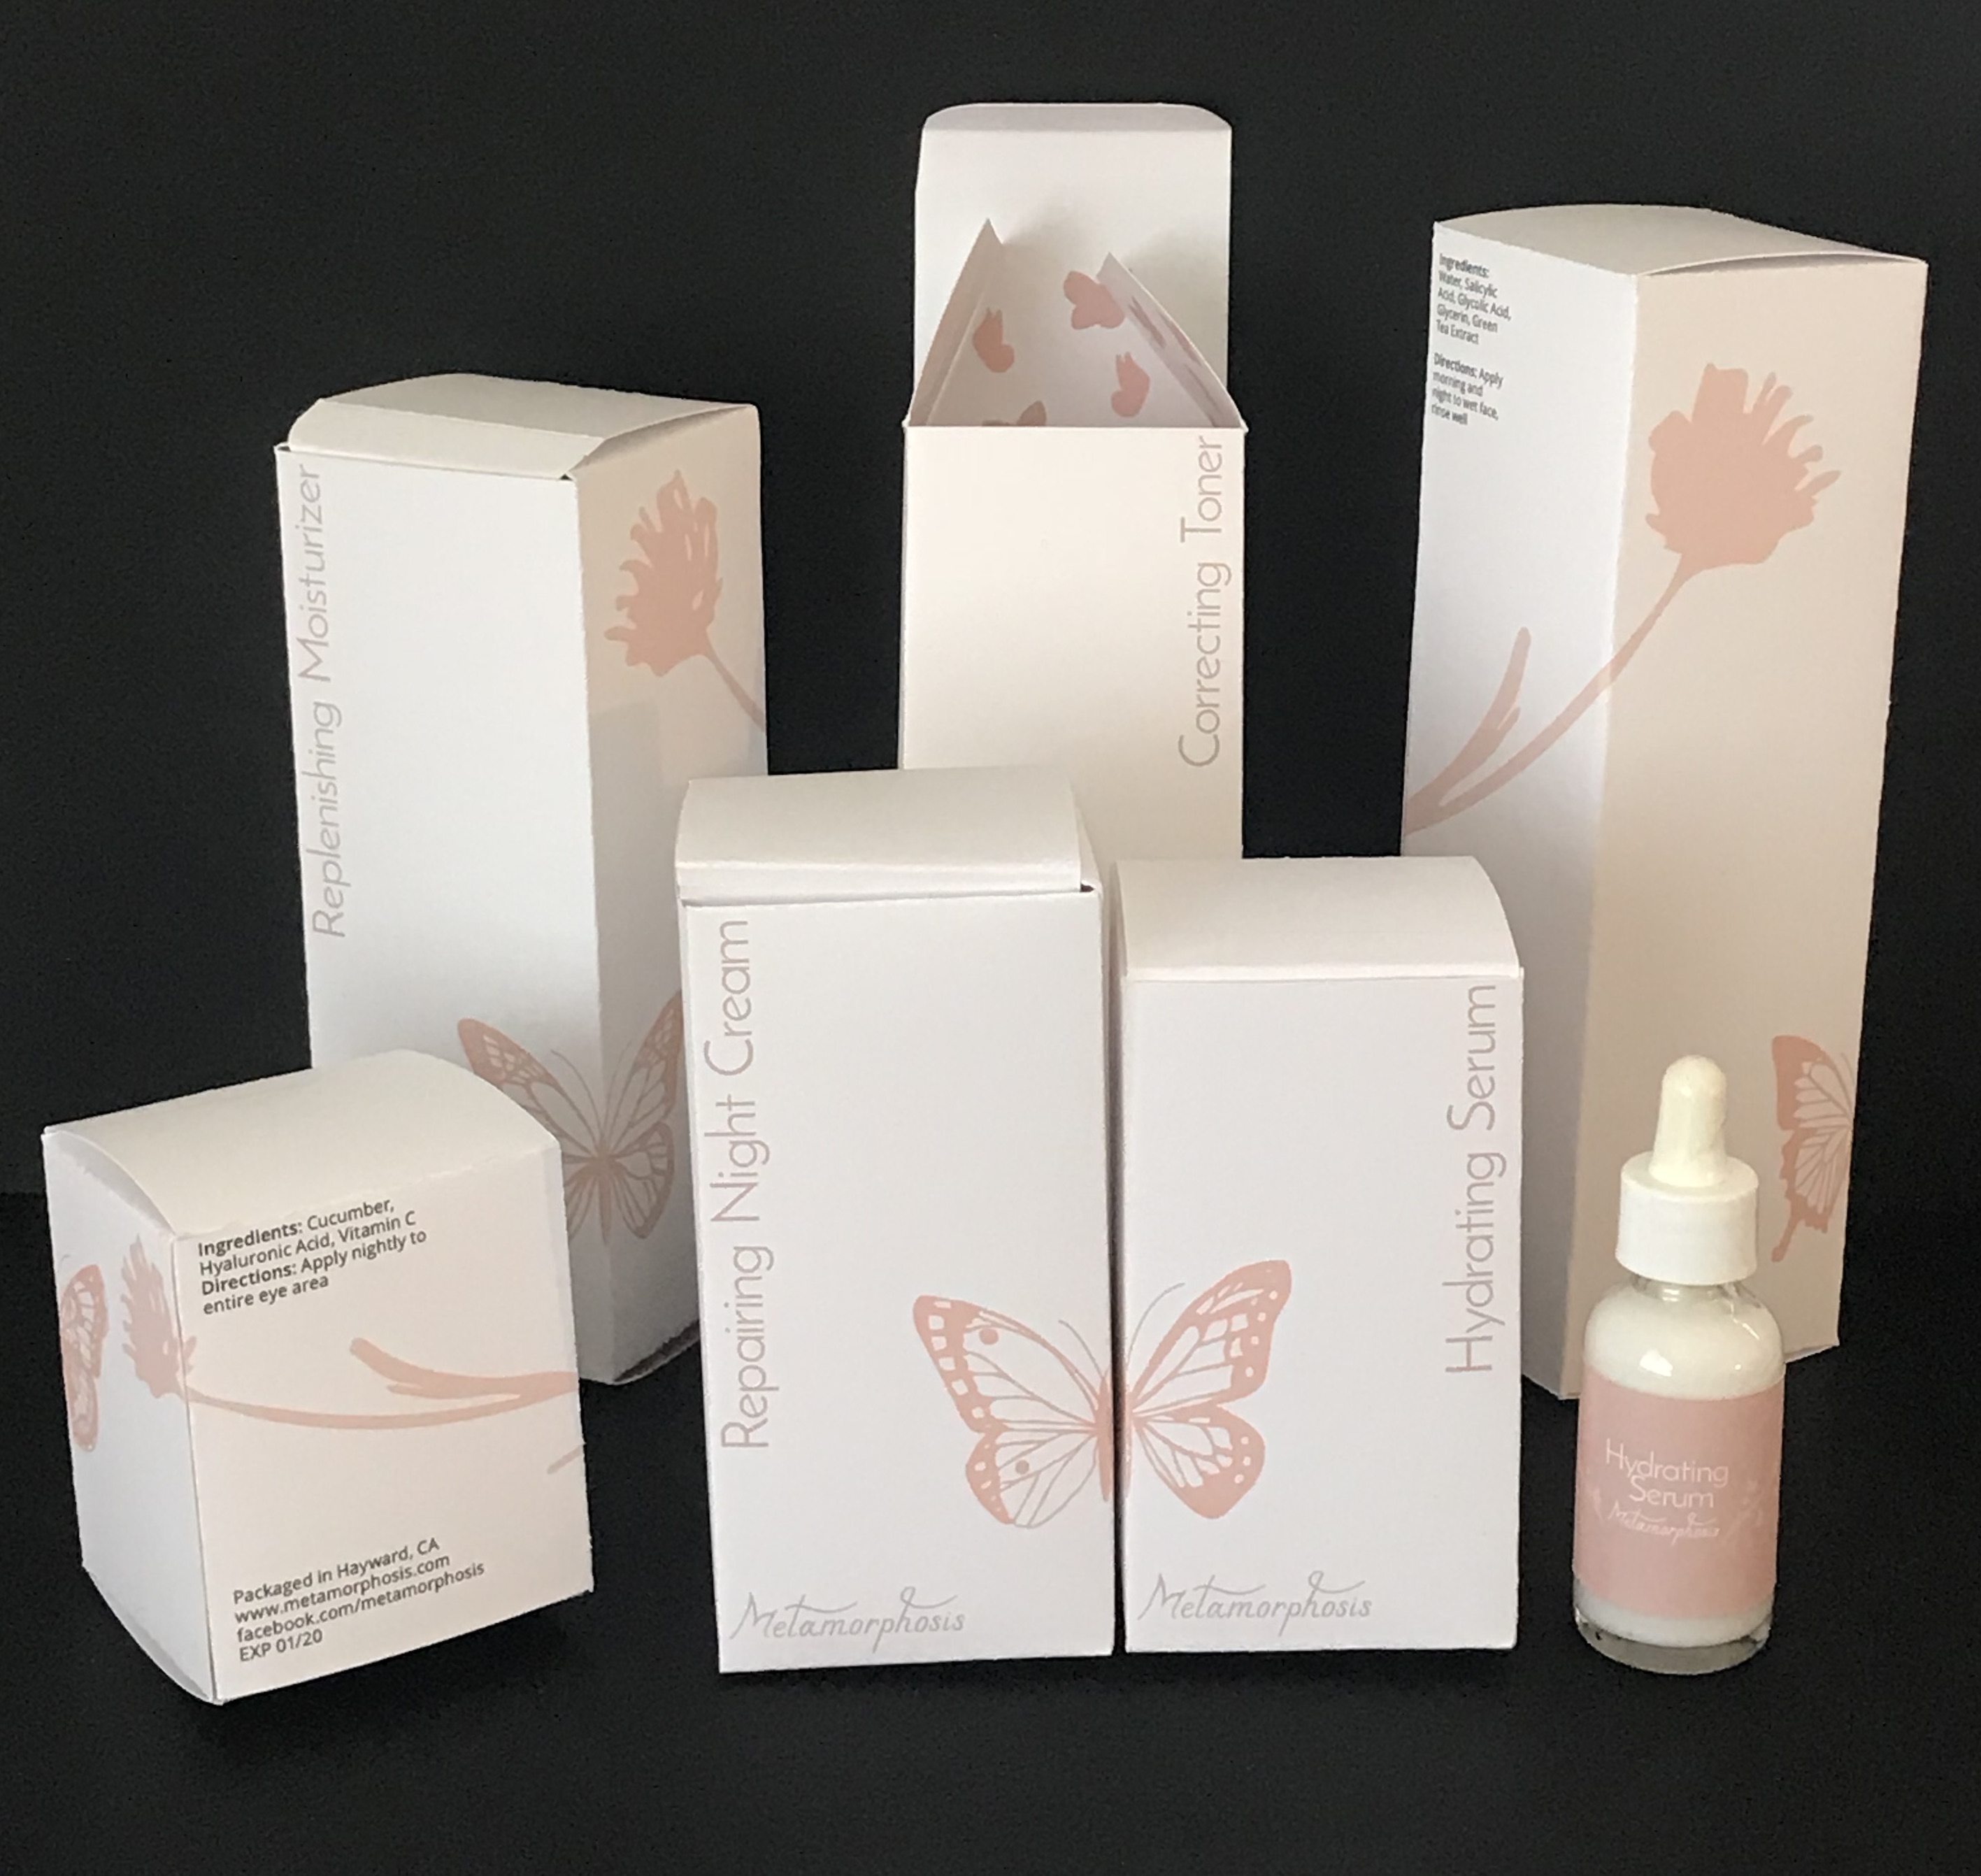 Replenishing Moisturizer
Correcting Toner
Ingredients:
Water, Salicylic
Acid, Glycolic Acid,
Glycerin, Green
Tea Extract
Directions: Apply
morning and
night to wet face,
rinse well
Ingredients: Cucumber,
Hyaluronic Acid, Vitamin C
Directions: Apply nightly to
entire eye area
Packaged in Hayward, CA
www.metamorphosis.com
facebook.com/metamorphosis
EXP 01/20
Repairing Night Cream
Metamorphosis
Hydrating Serum
Metamorphosis
Hydrating
Serum
Metamorphosis